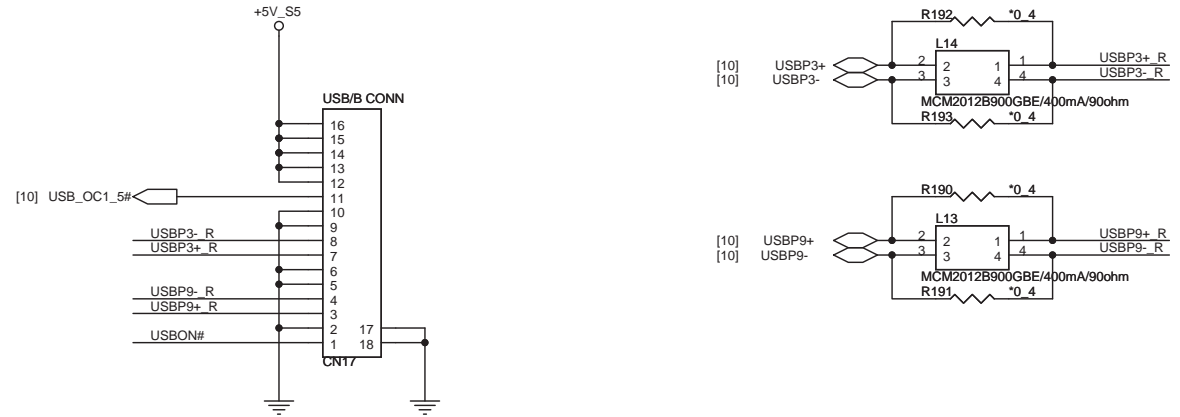 +5V_S5
USB/B CONN
16
15
14
13
12
[10] USB_OC1_5# 11
10
9
USBP3-_R 8
USBP3+_R 7
6
5
USBP9-_R 4
USBP9+_R 3
2 17
USBON# 1 18
CN17
R192 *0_4
L14
[10] USBP3+ 2 2 1 1 USBP3+_R
[10] USBP3- 3 3 4 4 USBP3-_R
MCM2012B900GBE/400mA/90ohm
R193 *0_4
R190 *0_4
L13
[10] USBP9+ 2 2 1 1 USBP9+_R
[10] USBP9- 3 3 4 4 USBP9-_R
MCM2012B900GBE/400mA/90ohm
R191 *0_4